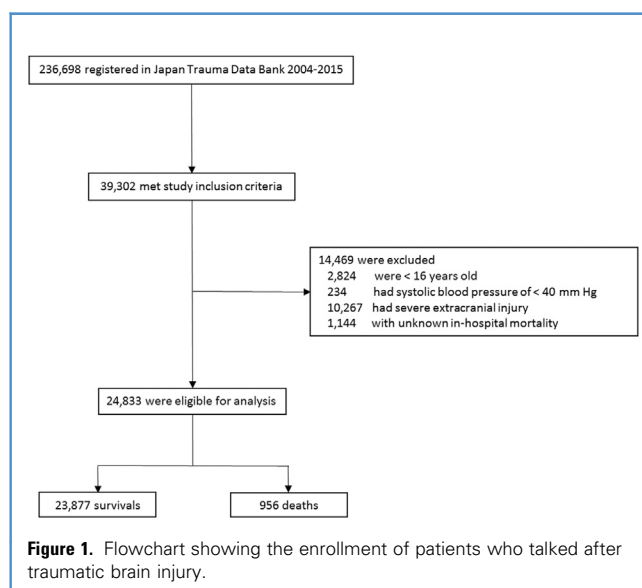 236,698 registered in Japan Trauma Data Bank 2004-2015
39,302 met study inclusion criteria
14,469 were excluded
2,824 were < 16 years old
234 had systolic blood pressure of < 40 mm Hg
10,267 had severe extracranial injury
1,144 with unknown in-hospital mortality
24,833 were eligible for analysis
23,877 survivals
956 deaths
Figure 1. Flowchart showing the enrollment of patients who talked after
traumatic brain injury.